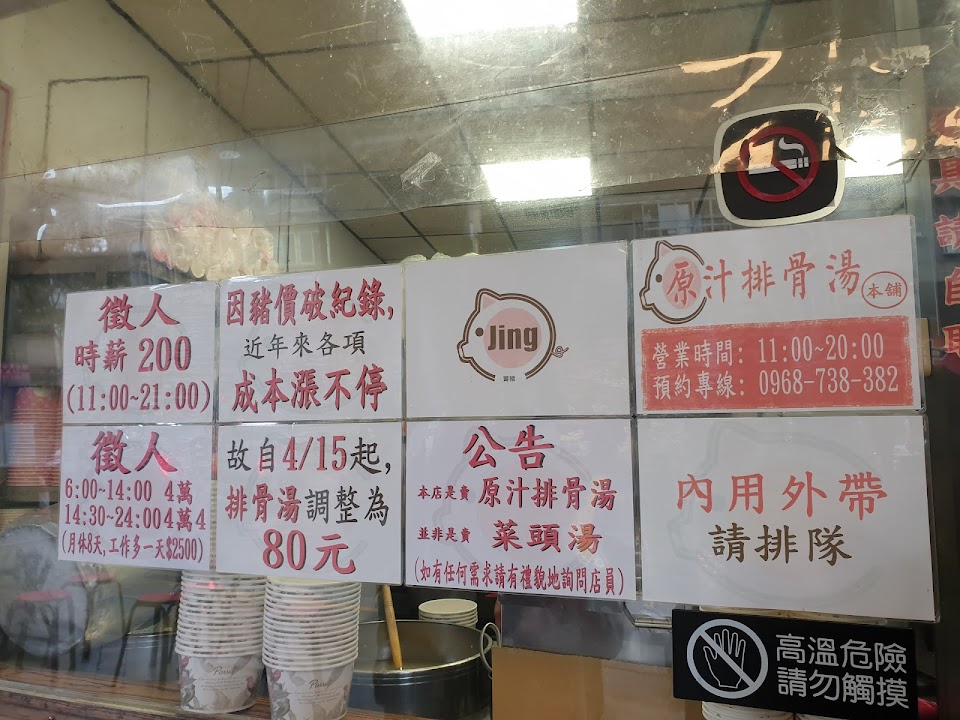 徵人
時薪 200
(11:00~21:00)
因豬價破紀錄,
近年來各項
成本漲不停
Jing
原汁排骨湯 本舖
營業時間: 11:00~20:00
預約專線: 0968-738-382
徵人
6:00~14:00 4萬
14:30~24:00 4萬4
(月休8天,工作多一天$2500)
故自4/15起,
排骨湯調整為
80元
公告
本店是賣 原汁排骨湯
並非是賣 菜頭湯
(如有任何需求請有禮貌地詢問店員)
內用外帶
請排隊
高溫危險
請勿觸摸